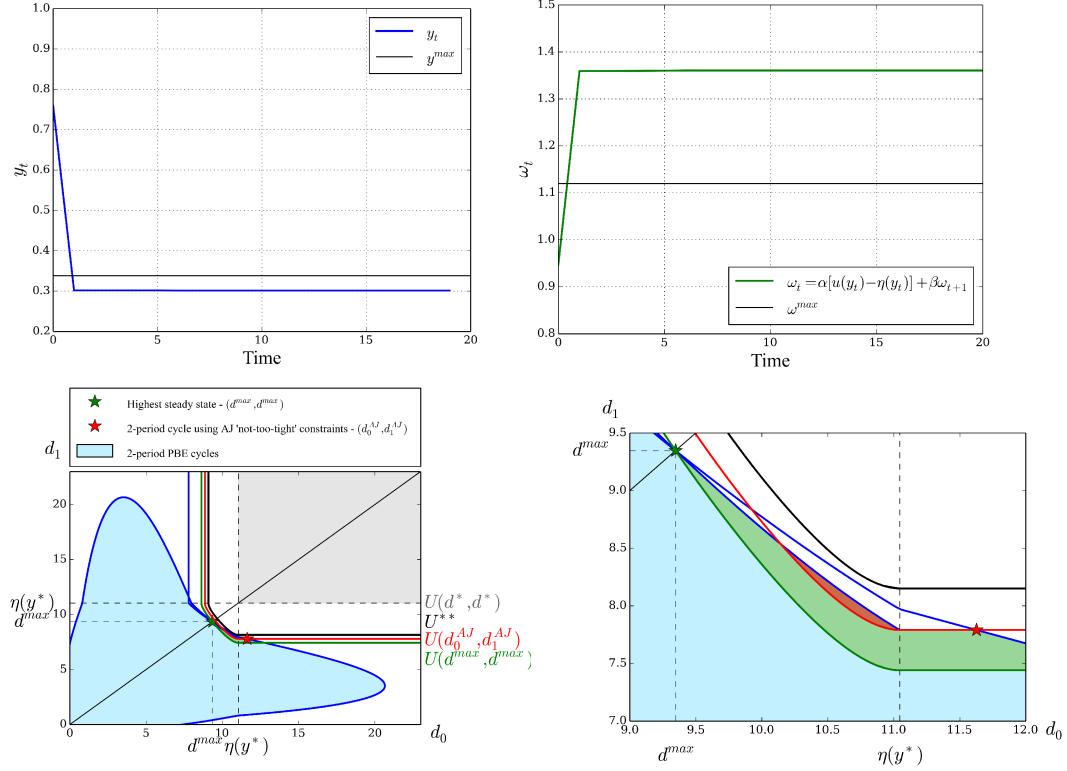 1.0
0.9
0.8
0.7
0.6
0.5
0.4
0.3
0.2
y_t
0 5 10 15 20
Time
y_t
y^{max}
1.5
1.4
1.3
1.2
1.1
1.0
0.9
0.8
ω_t
0 5 10 15 20
Time
ω_t = α[u(y_t) − η(y_t)] + βω_{t+1}
ω^{max}
Highest steady state - (d^{max}, d^{max})
2-period cycle using AJ 'not-too-tight' constraints - (d_0^{AJ}, d_1^{AJ})
2-period PBE cycles
d_1
20
15
η(y*)
10
d^{max}
5
0
0 5 10 15 20
d^{max} η(y*)
d_0
U(d*, d*)
U**
U(d_0^{AJ}, d_1^{AJ})
U(d^{max}, d^{max})
d_1
9.5
d^{max}
9.0
8.5
8.0
7.5
7.0
9.0 9.5 10.0 10.5 11.0 11.5 12.0
d_0
d^{max}
η(y*)